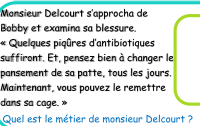 Monsieur Delcourt s’approcha de
Bobby et examina sa blessure.
« Quelques piqûres d’antibiotiques
suffiront. Et, pensez bien à changer le
pansement de sa patte, tous les jours.
Maintenant, vous pouvez le remettre
dans sa cage. »
Quel est le métier de monsieur Delcourt ?